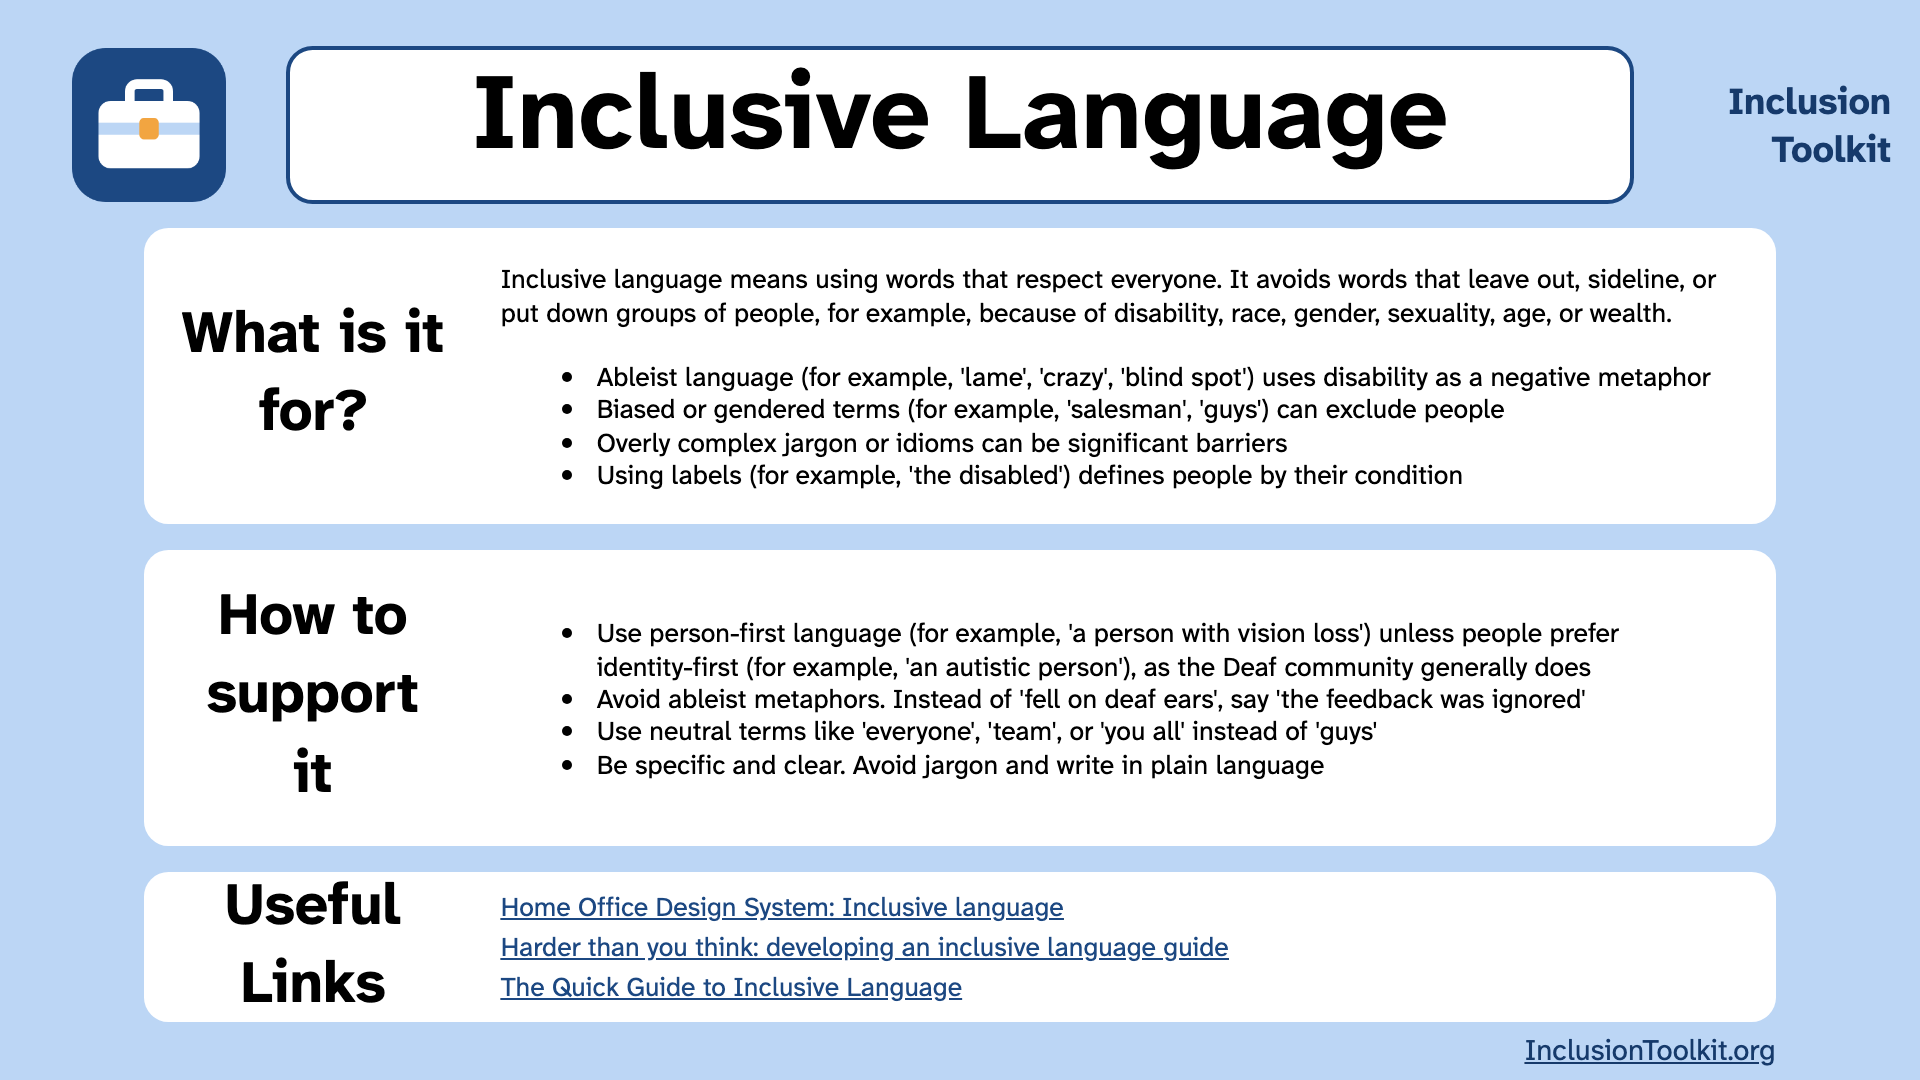 Inclusive Language
Inclusion
Toolkit
What is it
for?
Inclusive language means using words that respect everyone. It avoids words that leave out, sideline, or
put down groups of people, for example, because of disability, race, gender, sexuality, age, or wealth.
• Ableist language (for example, 'lame', 'crazy', 'blind spot') uses disability as a negative metaphor
• Biased or gendered terms (for example, 'salesman', 'guys') can exclude people
• Overly complex jargon or idioms can be significant barriers
• Using labels (for example, 'the disabled') defines people by their condition
How to
support
it
• Use person-first language (for example, 'a person with vision loss') unless people prefer
identity-first (for example, 'an autistic person'), as the Deaf community generally does
• Avoid ableist metaphors. Instead of 'fell on deaf ears', say 'the feedback was ignored'
• Use neutral terms like 'everyone', 'team', or 'you all' instead of 'guys'
• Be specific and clear. Avoid jargon and write in plain language
Useful
Links
Home Office Design System: Inclusive language
Harder than you think: developing an inclusive language guide
The Quick Guide to Inclusive Language
InclusionToolkit.org